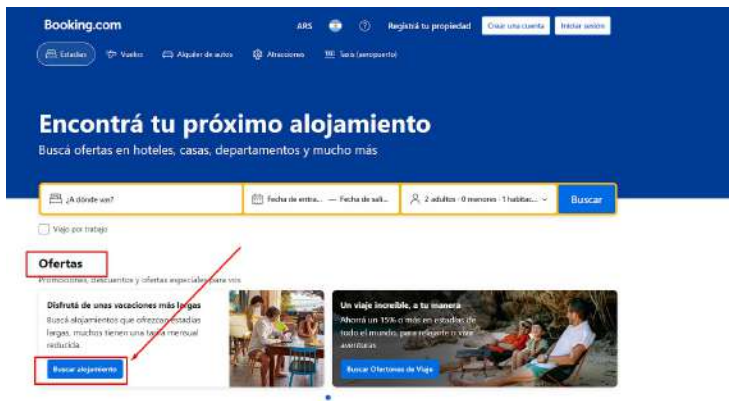 Booking.com
ARS
Registrá tu propiedad
Crear una cuenta
Iniciar sesión
Estadías
Vuelos
Alquiler de autos
Atracciones
Taxis (aeropuerto)
Encontrá tu próximo alojamiento
Buscá ofertas en hoteles, casas, departamentos y mucho más
¿A dónde vas?
Fecha de entra... — Fecha de sali...
2 adultos · 0 menores · 1 habitac...
Buscar
Viajo por trabajo
Ofertas
Promociones, descuentos y ofertas especiales para vos
Disfrutá de unas vacaciones más largas
Buscá alojamientos que ofrezcan estadías
largas, muchos tienen una tarifa mensual
reducida.
Buscar alojamiento
Un viaje increíble, a tu manera
Ahorrá un 15% o más en estadías de
todo el mundo, para relajarte o vivir
aventuras
Buscar Ofertones de Viaje